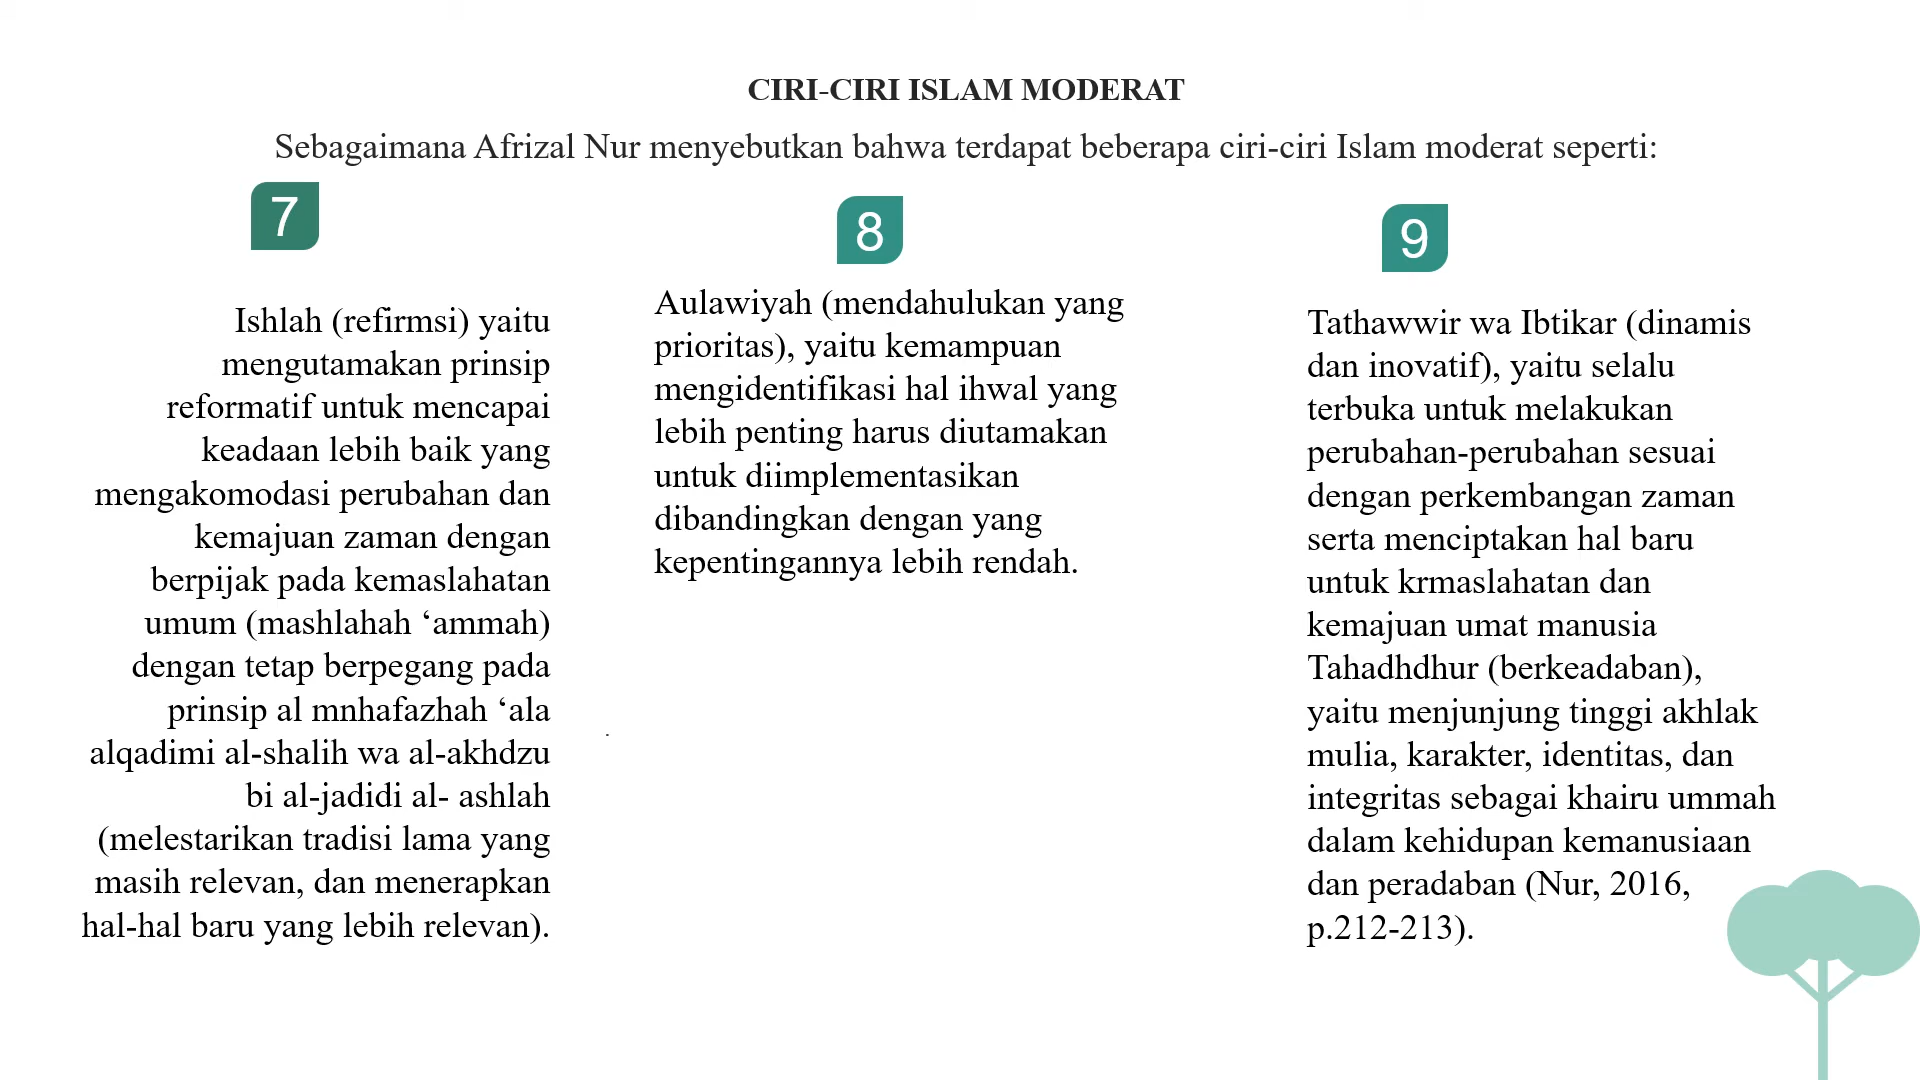 CIRI-CIRI ISLAM MODERAT
Sebagaimana Afrizal Nur menyebutkan bahwa terdapat beberapa ciri-ciri Islam moderat seperti:
7
Ishlah (refirmsi) yaitu
mengutamakan prinsip
reformatif untuk mencapai
keadaan lebih baik yang
mengakomodasi perubahan dan
kemajuan zaman dengan
berpijak pada kemaslahatan
umum (mashlahah ‘ammah)
dengan tetap berpegang pada
prinsip al mnhafazhah ‘ala
alqadimi al-shalih wa al-akhdzu
bi al-jadidi al- ashlah
(melestarikan tradisi lama yang
masih relevan, dan menerapkan
hal-hal baru yang lebih relevan).
8
Aulawiyah (mendahulukan yang
prioritas), yaitu kemampuan
mengidentifikasi hal ihwal yang
lebih penting harus diutamakan
untuk diimplementasikan
dibandingkan dengan yang
kepentingannya lebih rendah.
.
9
Tathawwir wa Ibtikar (dinamis
dan inovatif), yaitu selalu
terbuka untuk melakukan
perubahan-perubahan sesuai
dengan perkembangan zaman
serta menciptakan hal baru
untuk krmaslahatan dan
kemajuan umat manusia
Tahadhdhur (berkeadaban),
yaitu menjunjung tinggi akhlak
mulia, karakter, identitas, dan
integritas sebagai khairu ummah
dalam kehidupan kemanusiaan
dan peradaban (Nur, 2016,
p.212-213).